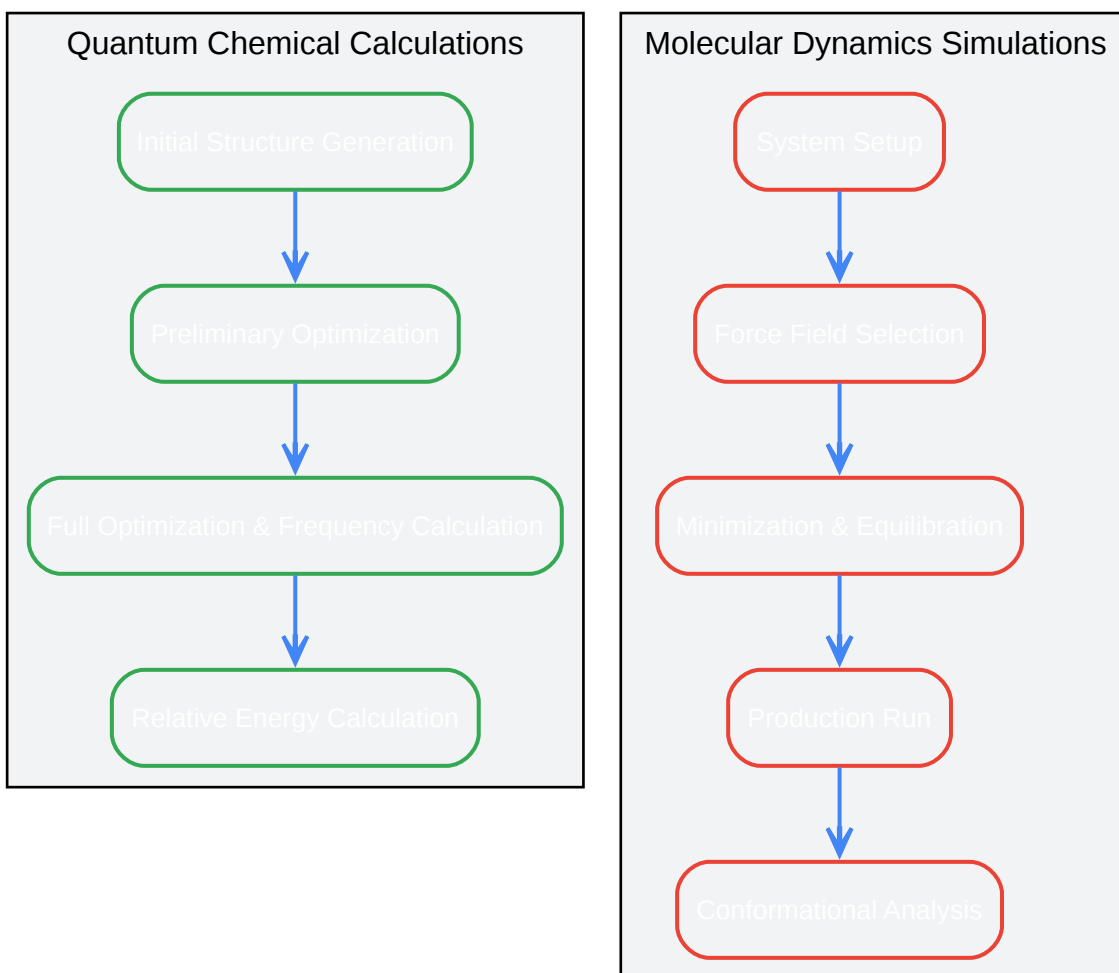 Quantum Chemical Calculations
Initial Structure Generation
Preliminary Optimization
Full Optimization & Frequency Calculation
Relative Energy Calculation
Molecular Dynamics Simulations
System Setup
Force Field Selection
Minimization & Equilibration
Production Run
Conformational Analysis